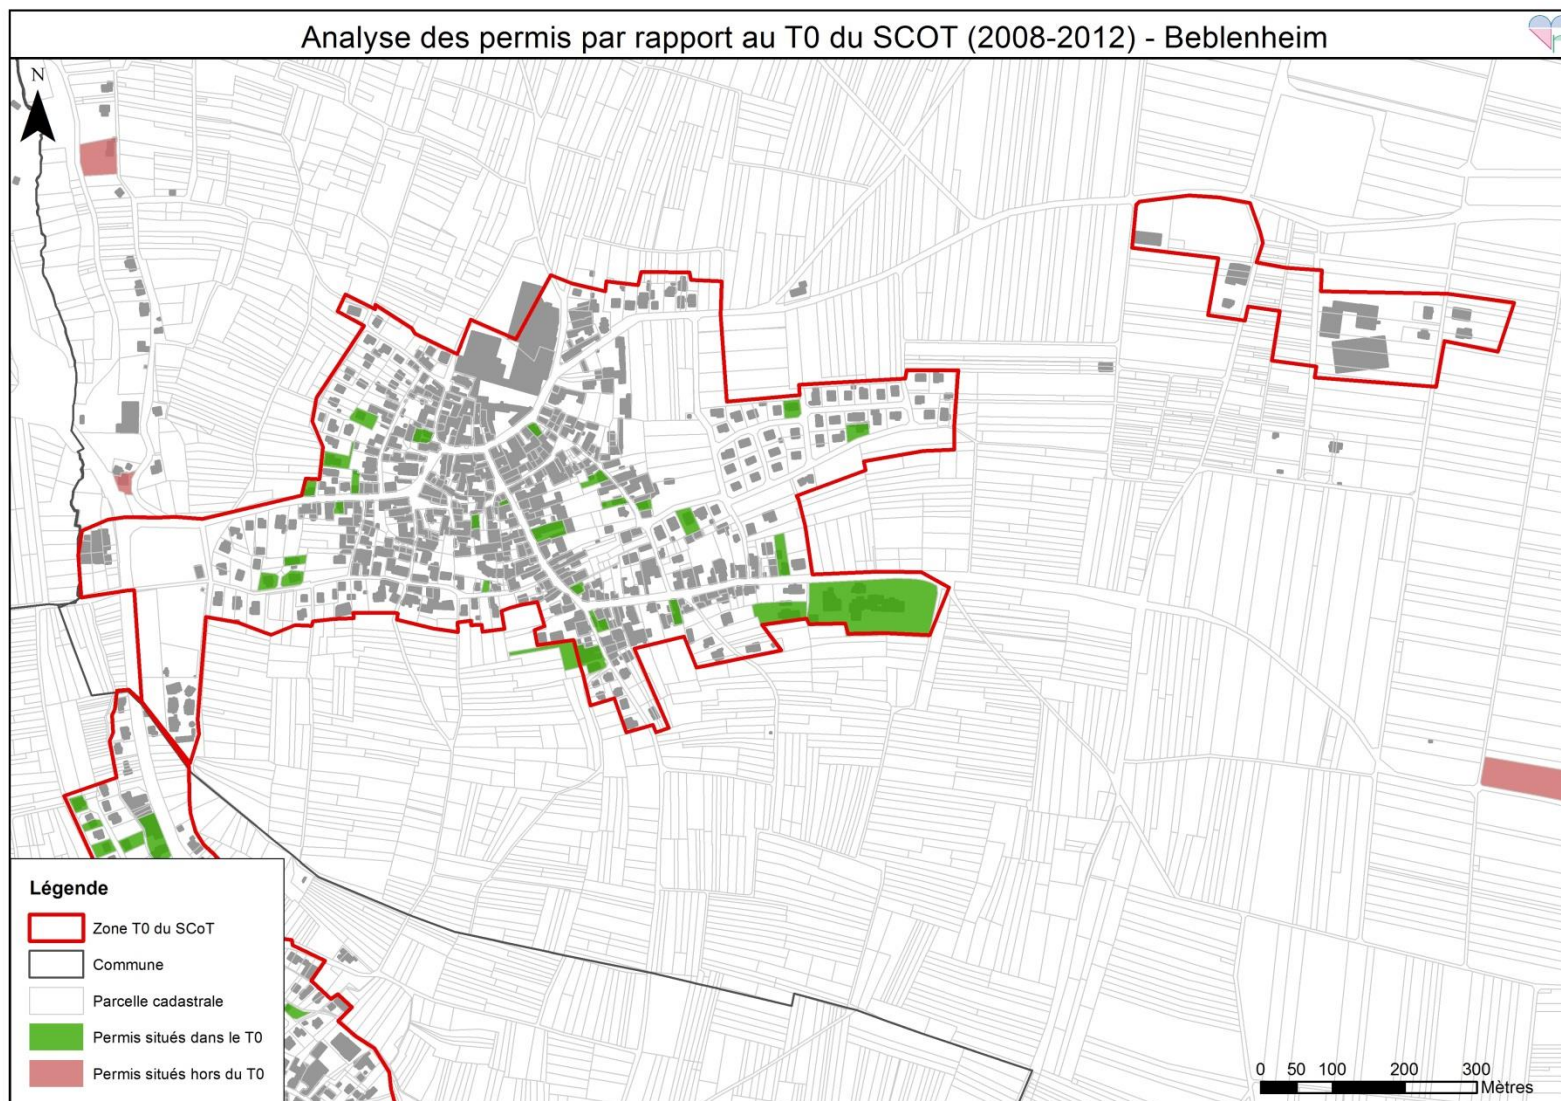 Analyse des permis par rapport au T0 du SCOT (2008-2012) - Beblenheim
N
Légende
Zone T0 du SCoT
Commune
Parcelle cadastrale
Permis situés dans le T0
Permis situés hors du T0
0 50 100 200 300
Mètres